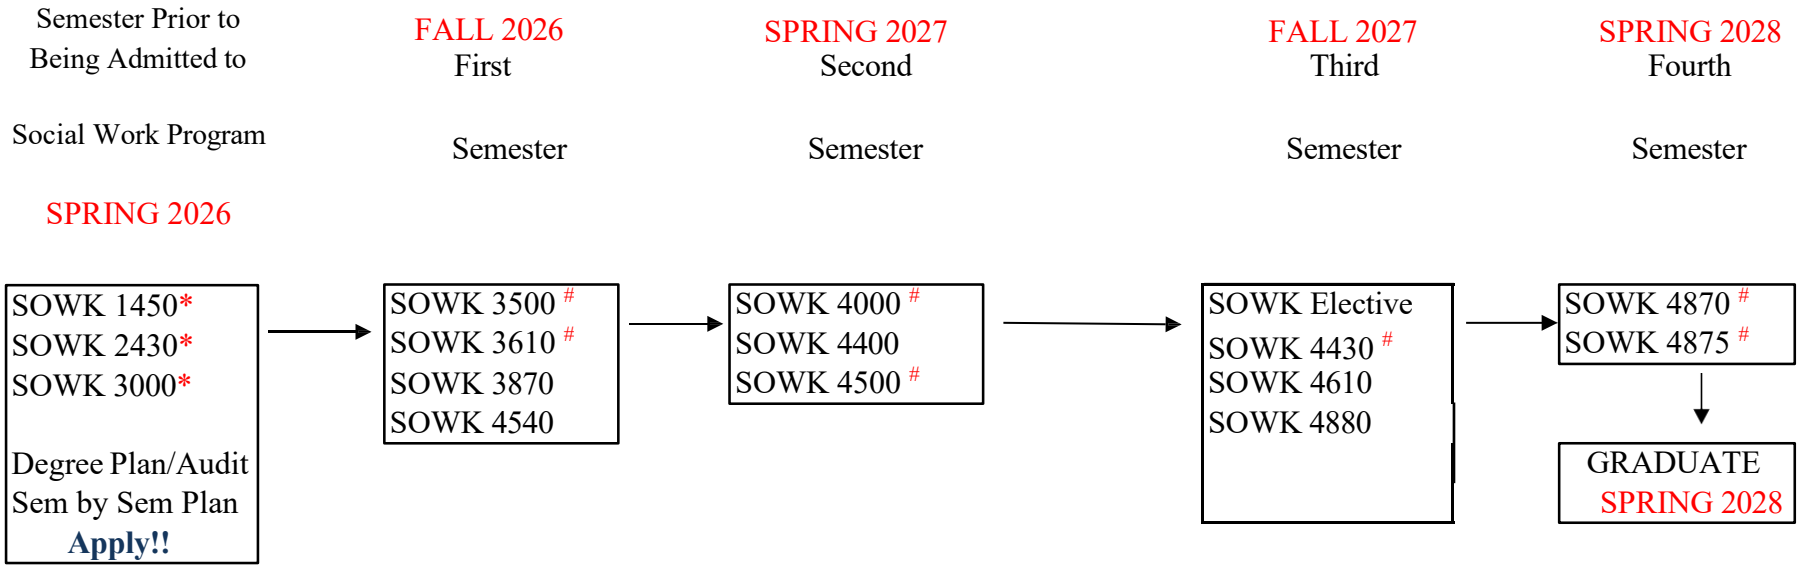 Semester Prior to
Being Admitted to
Social Work Program
SPRING 2026
FALL 2026
First
Semester
SPRING 2027
Second
Semester
FALL 2027
Third
Semester
SPRING 2028
Fourth
Semester
SOWK 1450*
SOWK 2430*
SOWK 3000*
Degree Plan/Audit
Sem by Sem Plan
Apply!!
SOWK 3500 #
SOWK 3610 #
SOWK 3870
SOWK 4540
SOWK 4000 #
SOWK 4400
SOWK 4500 #
SOWK Elective
SOWK 4430 #
SOWK 4610
SOWK 4880
SOWK 4870 #
SOWK 4875 #
GRADUATE
SPRING 2028